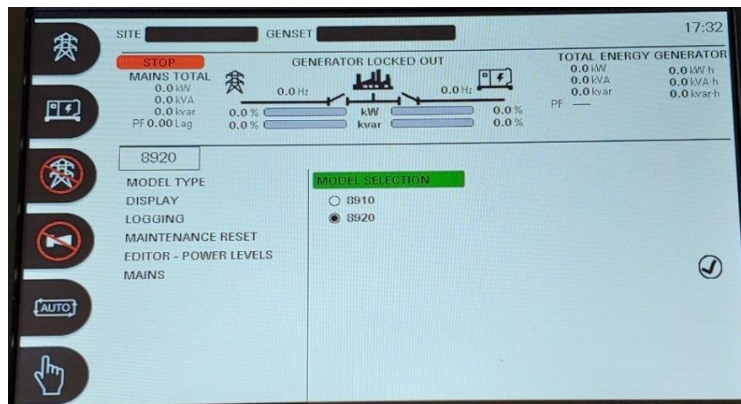 SITE GENSET 17:32
STOP GENERATOR LOCKED OUT TOTAL ENERGY GENERATOR
MAINS TOTAL
0.0 kW 0.0 kW 0.0 kW·h
0.0 kVA 0.0 Hz 0.0 Hz 0.0 kVA 0.0 kVA·h
0.0 kvar 0.0 kvar 0.0 kvar·h
0.0 % kW 0.0 % PF —
PF 0.00 Lag 0.0 % kvar 0.0 %
8920
MODEL TYPE MODEL SELECTION
DISPLAY 8910
LOGGING 8920
MAINTENANCE RESET
EDITOR - POWER LEVELS
MAINS
AUTO